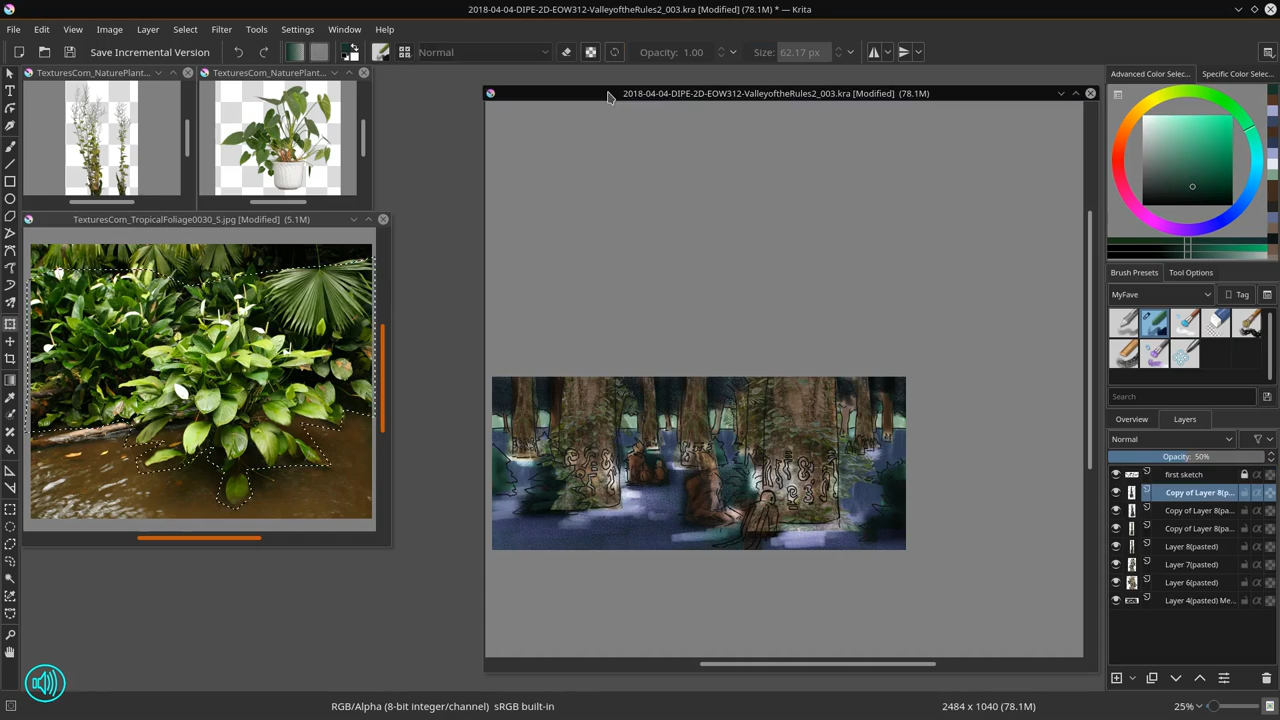 2018-04-04-DIPE-2D-EOW312-ValleyoftheRules2_003.kra [Modified] (78.1M) * — Krita
File Edit View Image Layer Select Filter Tools Settings Window Help
Save Incremental Version
Normal
Opacity: 1.00
Size: 62.17 px
TexturesCom_NaturePlant...
TexturesCom_NaturePlant...
2018-04-04-DIPE-2D-EOW312-ValleyoftheRules2_003.kra [Modified] (78.1M)
Advanced Color Selec...
Specific Color Selec...
TexturesCom_TropicalFoliage0030_S.jpg [Modified] (5.1M)
Brush Presets
Tool Options
MyFave
Tag
Search
Overview
Layers
Normal
Opacity: 50%
first sketch
Copy of Layer 8(p...
Copy of Layer 8(pa...
Copy of Layer 8(pa...
Layer 8(pasted)
Layer 7(pasted)
Layer 6(pasted)
Layer 4(pasted) Me...
RGB/Alpha (8-bit integer/channel) sRGB built-in
2484 x 1040 (78.1M)
25%